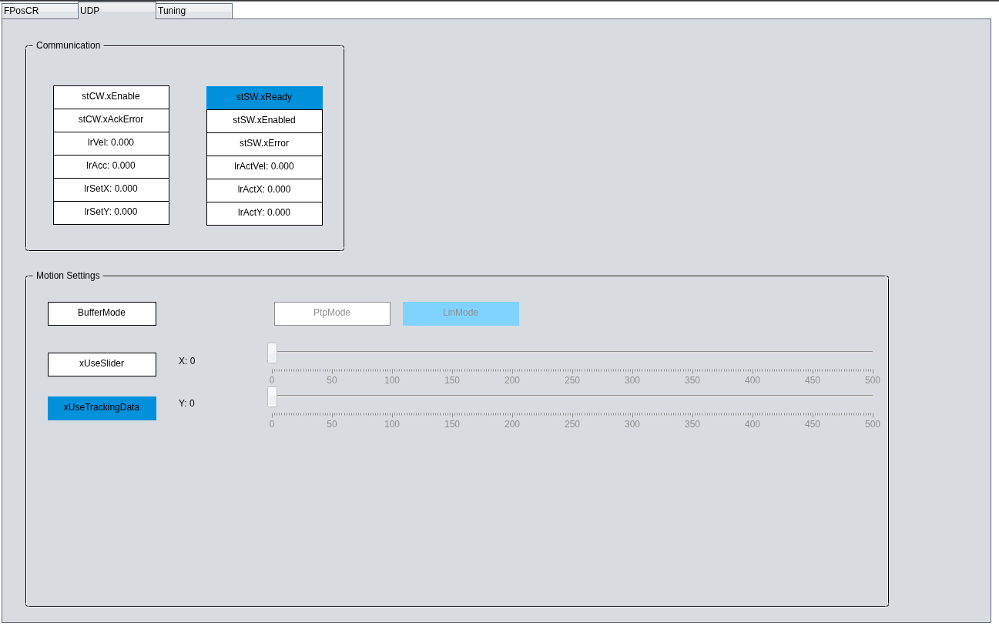 FPosCR UDP Tuning
Communication
stCW.xEnable stSW.xReady
stCW.xAckError stSW.xEnabled
lrVel: 0.000 stSW.xError
lrAcc: 0.000 lrActVel: 0.000
lrSetX: 0.000 lrActX: 0.000
lrSetY: 0.000 lrActY: 0.000
Motion Settings
BufferMode PtpMode LinMode
xUseSlider X: 0
0 50 100 150 200 250 300 350 400 450 500
xUseTrackingData Y: 0
0 50 100 150 200 250 300 350 400 450 500